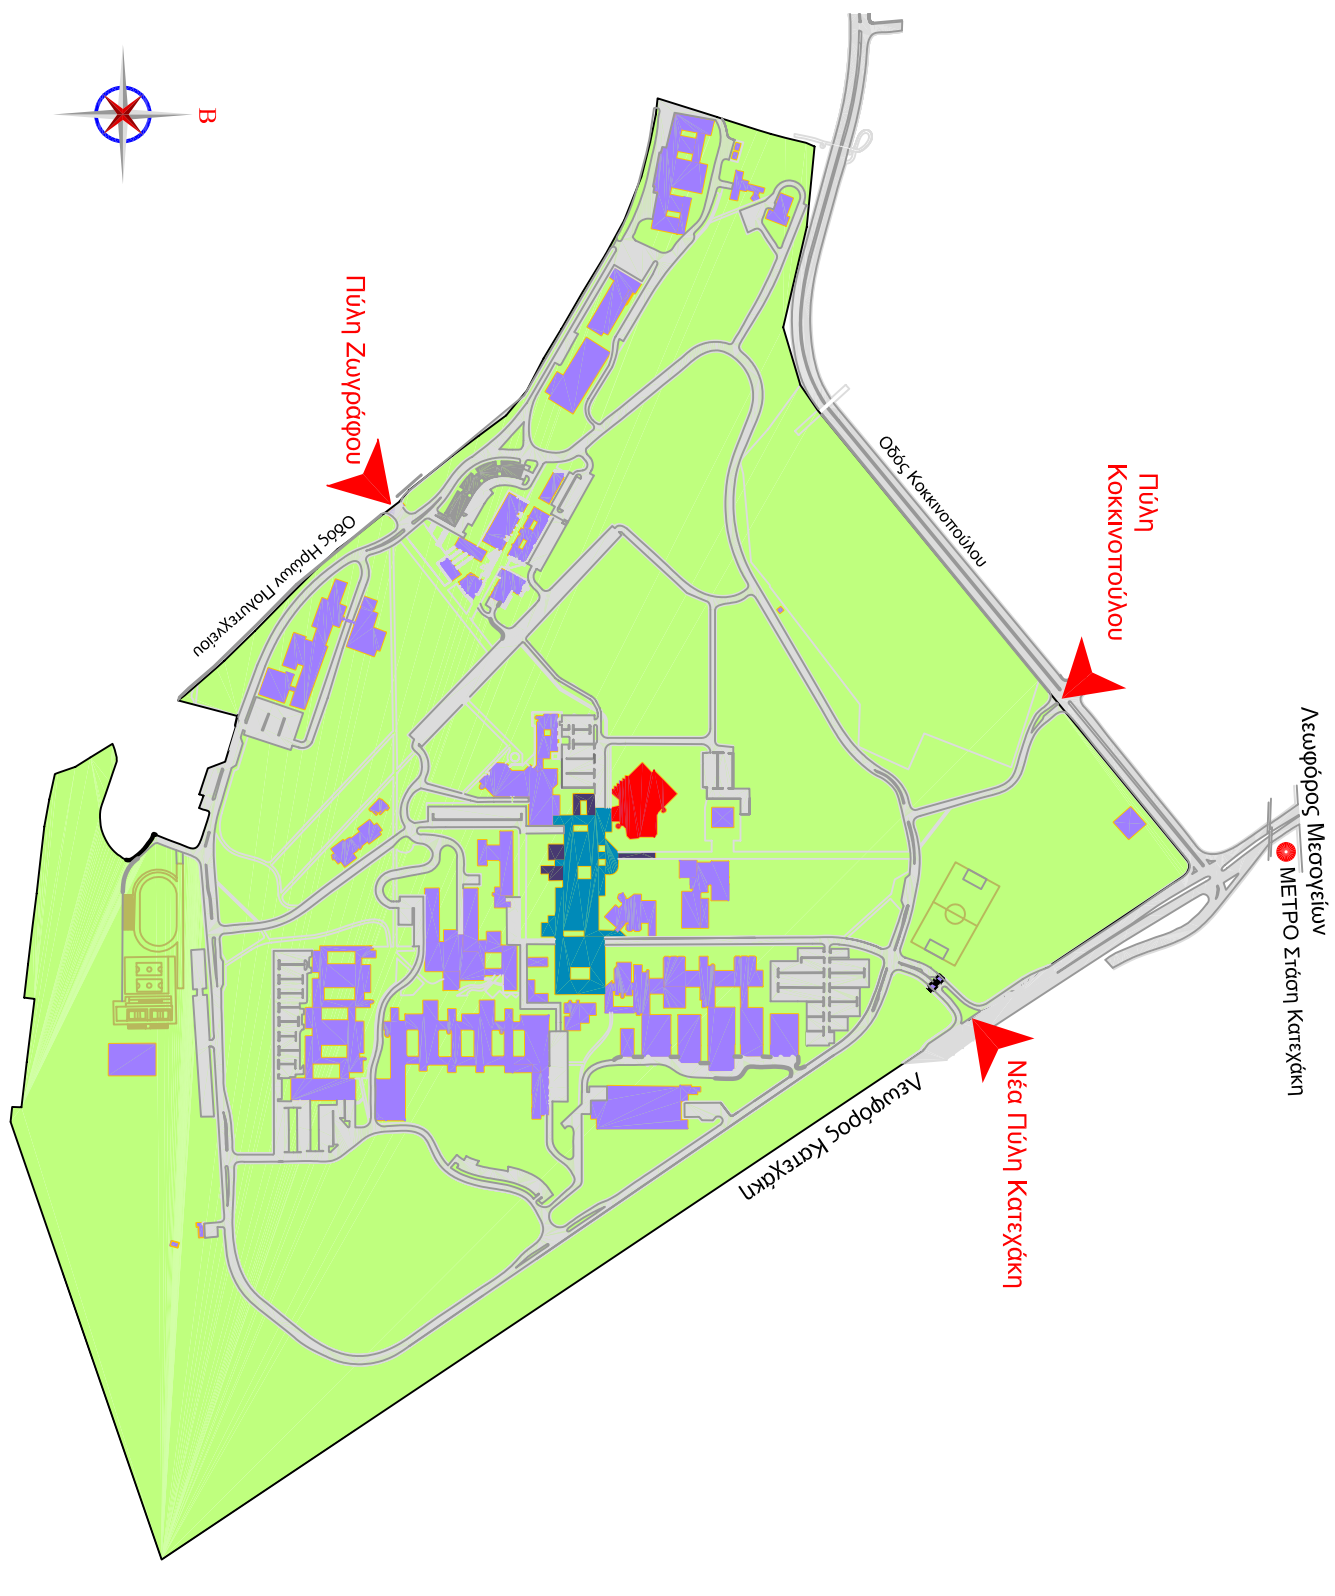 Β
Πύλη Ζωγράφου
Οδός Κοκκινοπούλου
Πύλη
Κοκκινοπούλου
Οδός Ηρώων Πολυτεχνείου
Λεωφόρος Μεσογείων
ΜΕΤΡΟ Στάση Κατεχάκη
Νέα Πύλη Κατεχάκη
Λεωφόρος Κατεχάκη